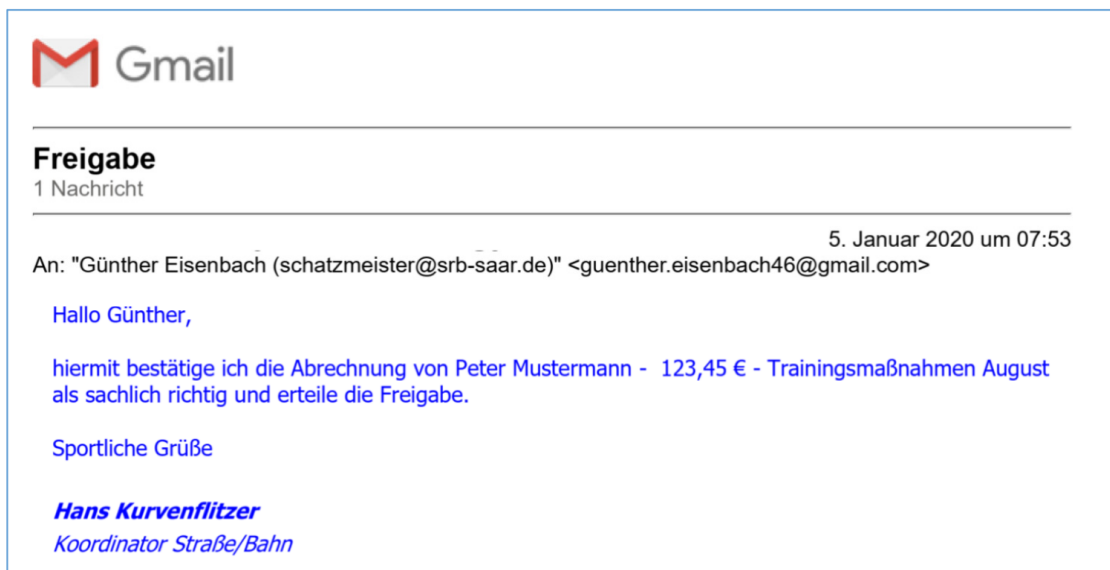 Gmail
Freigabe
1 Nachricht
5. Januar 2020 um 07:53
An: "Günther Eisenbach (schatzmeister@srb-saar.de)" <guenther.eisenbach46@gmail.com>
Hallo Günther,
hiermit bestätige ich die Abrechnung von Peter Mustermann -  123,45 € - Trainingsmaßnahmen August
als sachlich richtig und erteile die Freigabe.
Sportliche Grüße
Hans Kurvenflitzer
Koordinator Straße/Bahn